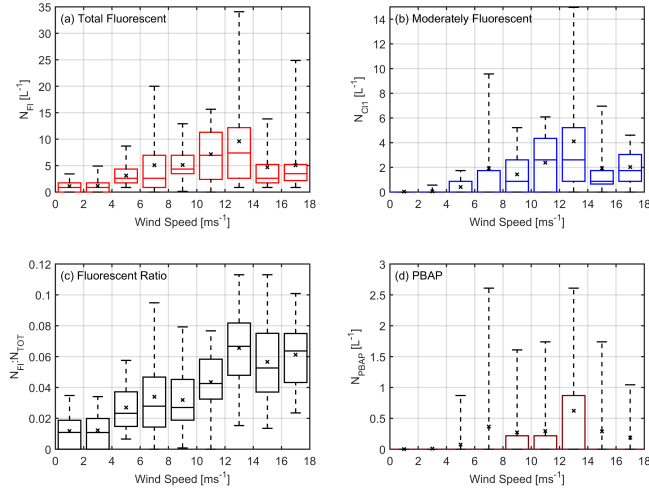 (a) Total Fluorescent
35
30
25
20
15
10
5
0
N_Fl [L^-1]
0 2 4 6 8 10 12 14 16 18
Wind Speed [ms^-1]
(b) Moderately Fluorescent
14
12
10
8
6
4
2
0
N_Cl1 [L^-1]
0 2 4 6 8 10 12 14 16 18
Wind Speed [ms^-1]
(c) Fluorescent Ratio
0.12
0.1
0.08
0.06
0.04
0.02
0
N_Fl:N_TOT
0 2 4 6 8 10 12 14 16 18
Wind Speed [ms^-1]
(d) PBAP
3
2.5
2
1.5
1
0.5
0
N_PBAP [L^-1]
0 2 4 6 8 10 12 14 16 18
Wind Speed [ms^-1]